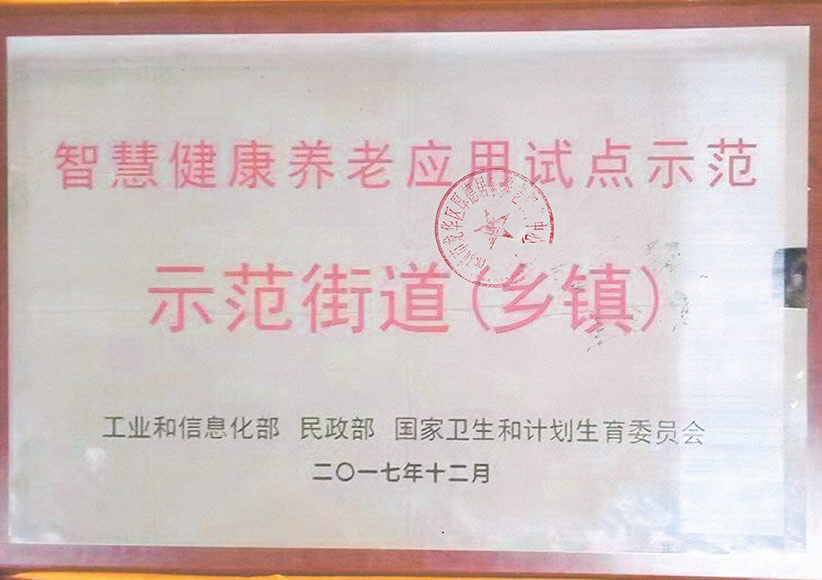 智慧健康养老应用试点示范
示范街道(乡镇)
工业和信息化部 民政部 国家卫生和计划生育委员会
二〇一七年十二月